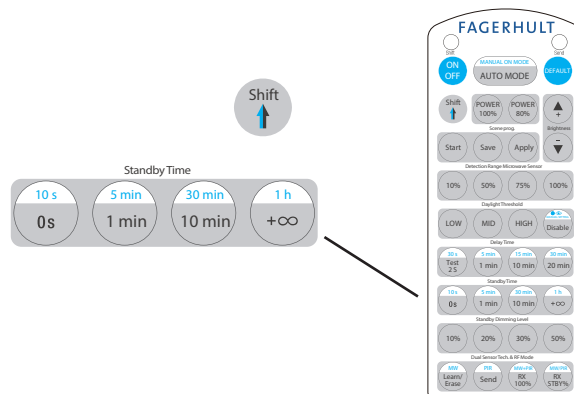 Shift
Standby Time
10 s 5 min 30 min 1 h
0s 1 min 10 min +∞
FAGERHULT
Shift Send
ON OFF
MANUAL ON MODE
AUTO MODE
DEFAULT
Shift
POWER 100%
POWER 80%
+
Scene prog. Brightness
Start Save Apply −
Detection Range Microwave Sensor
10% 50% 75% 100%
Daylight Threshold
LOW MID HIGH Disable
Delay Time
30 s 5 min 15 min 30 min
Test 2 S 1 min 10 min 20 min
Standby Time
10 s 5 min 30 min 1 h
0s 1 min 10 min +∞
Standby Dimming Level
10% 20% 30% 50%
Dual Sensor Tech. & RF Mode
MW PIR MW+PIR MW/PIR
Learn/ Erase Send RX 100% RX STBY%